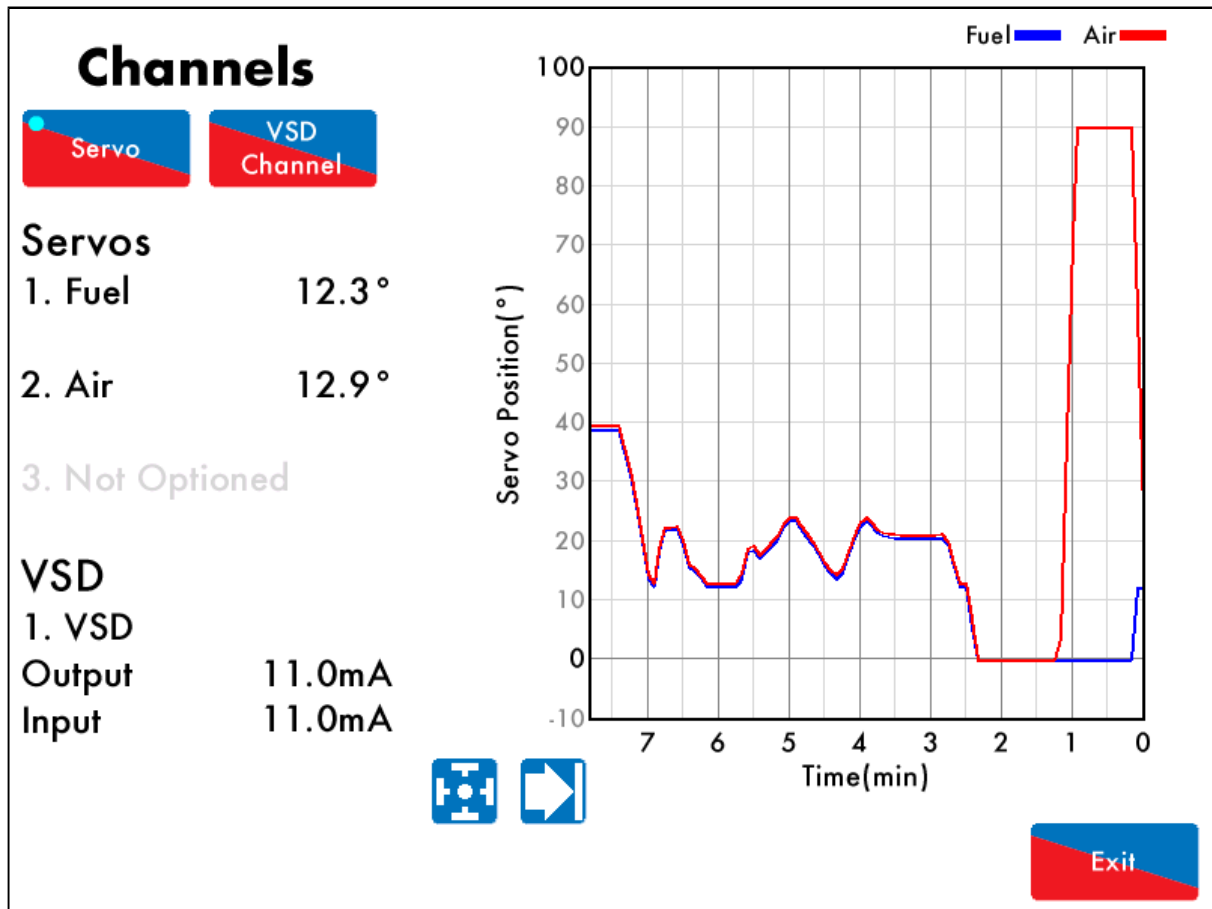 Channels
Servo
VSD
Channel
Servos
1. Fuel 12.3°
2. Air 12.9°
3. Not Optioned
VSD
1. VSD
Output 11.0mA
Input 11.0mA
Fuel Air
100
90
80
70
60
50
40
30
20
10
0
-10
Servo Position(°)
7 6 5 4 3 2 1 0
Time(min)
Exit